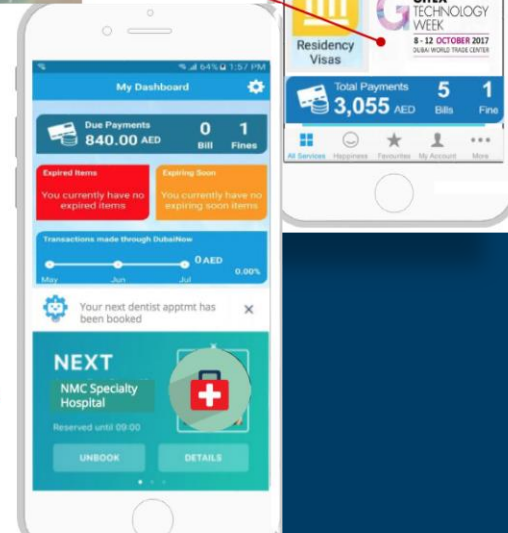 64% 1:57 PM
My Dashboard
Due Payments
840.00 AED
0
Bill
1
Fines
Expired Items
You currently have no
expired items
Expiring Soon
You currently have no
expiring soon items
Transactions made through DubaiNow
0 AED
0.00%
May
Jun
Jul
Your next dentist apptmt has
been booked
NEXT
NMC Specialty
Hospital
Reserved until 09:00
UNBOOK
DETAILS
Residency
Visas
TECHNOLOGY
WEEK
8 - 12 OCTOBER 2017
DUBAI WORLD TRADE CENTER
Total Payments
3,055 AED
5
Bills
1
Fine
All Services
Happiness
Favourites
My Account
More